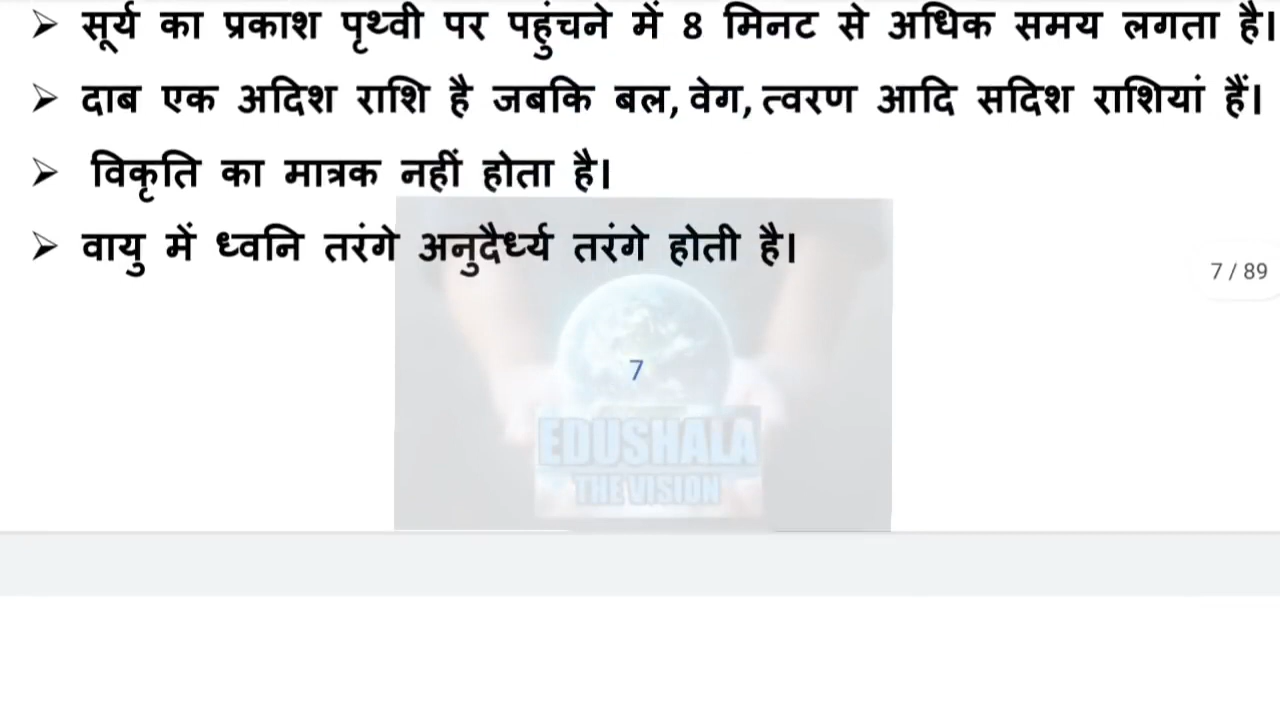 ➢ सूर्य का प्रकाश पृथ्वी पर पहुंचने में 8 मिनट से अधिक समय लगता है।
➢ दाब एक अदिश राशि है जबकि बल, वेग, त्वरण आदि सदिश राशियां हैं।
➢ विकृति का मात्रक नहीं होता है।
➢ वायु में ध्वनि तरंगे अनुदैर्ध्य तरंगे होती है।
7 / 89
7
EDUSHALA
THE VISION